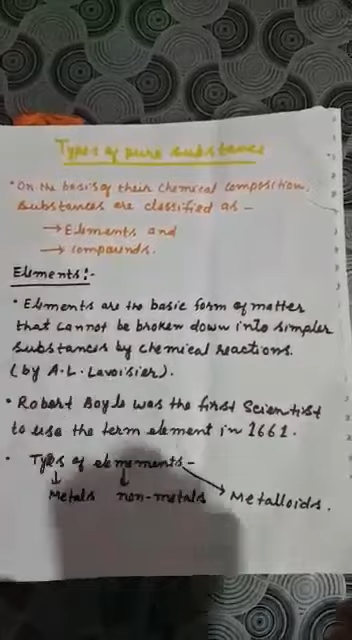 Types of pure substance
• On the basis of their chemical composition,
substances are classified as –
→ Elements and
→ compounds.
Elements:-
• Elements are the basic form of matter
that cannot be broken down into simpler
substances by chemical reactions.
(by A.L. Lavoisier).
• Robert Boyle was the first Scientist
to use the term element in 1661.
• Types of elements –
↓ ↓ ↘
Metals non-metals Metalloids.